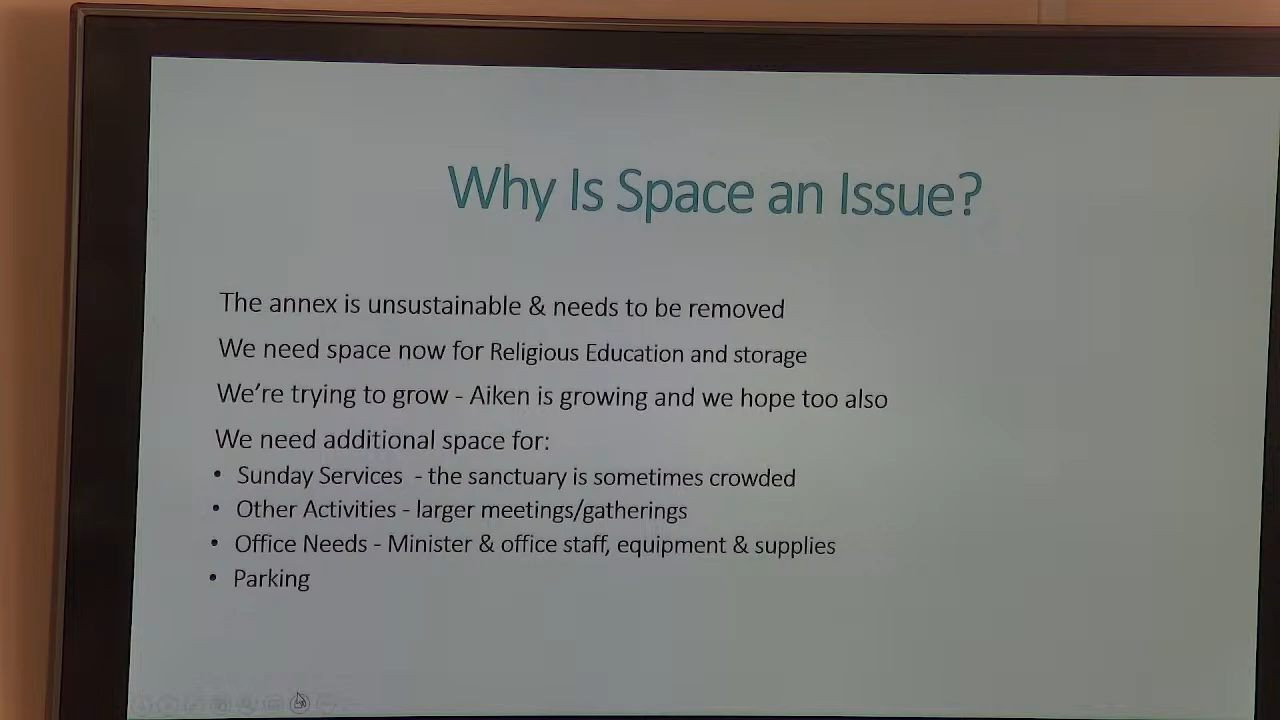 Why Is Space an Issue?
The annex is unsustainable & needs to be removed
We need space now for Religious Education and storage
We're trying to grow - Aiken is growing and we hope too also
We need additional space for:
• Sunday Services - the sanctuary is sometimes crowded
• Other Activities - larger meetings/gatherings
• Office Needs - Minister & office staff, equipment & supplies
• Parking